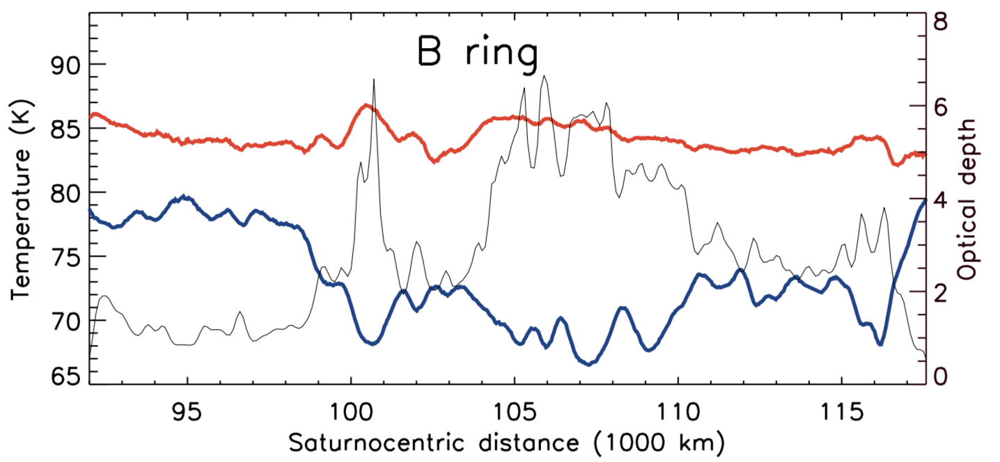 B ring
Temperature (K)
90
85
80
75
70
65
8
6
4
2
0
Optical depth
95 100 105 110 115
Saturnocentric distance (1000 km)